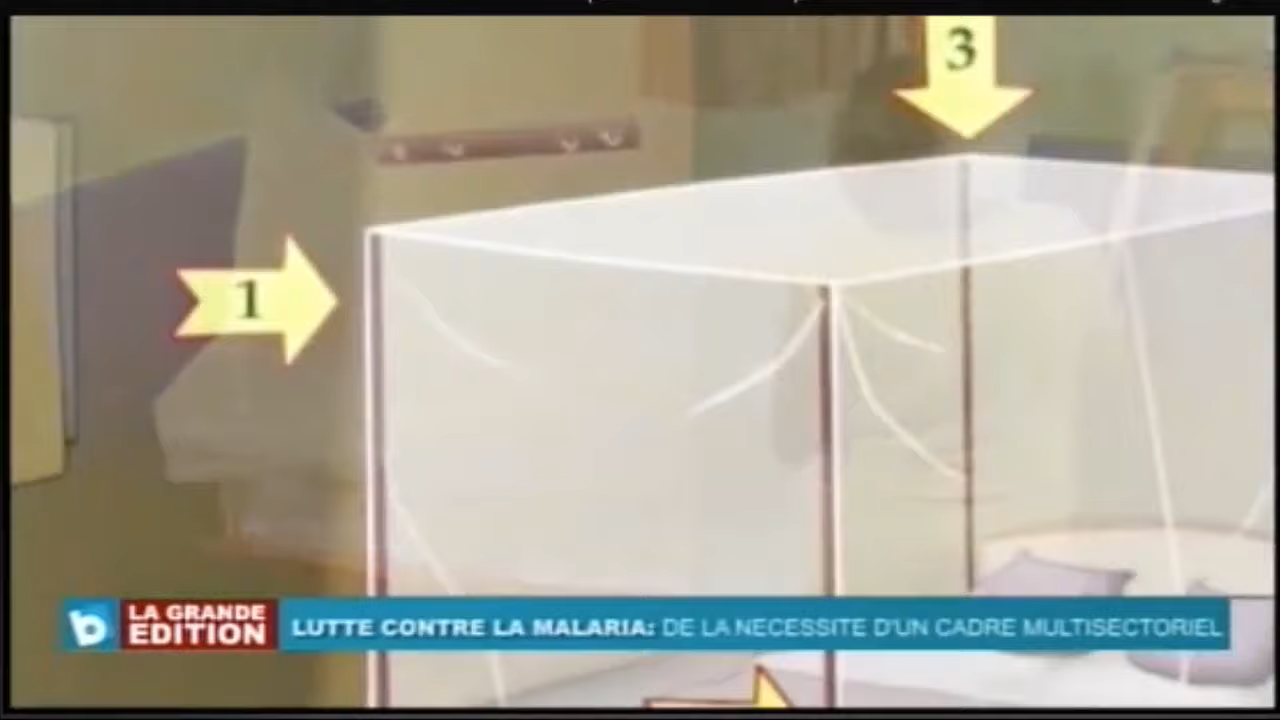 3
1
LA GRANDE
EDITION
LUTTE CONTRE LA MALARIA: DE LA NECESSITE D'UN CADRE MULTISECTORIEL